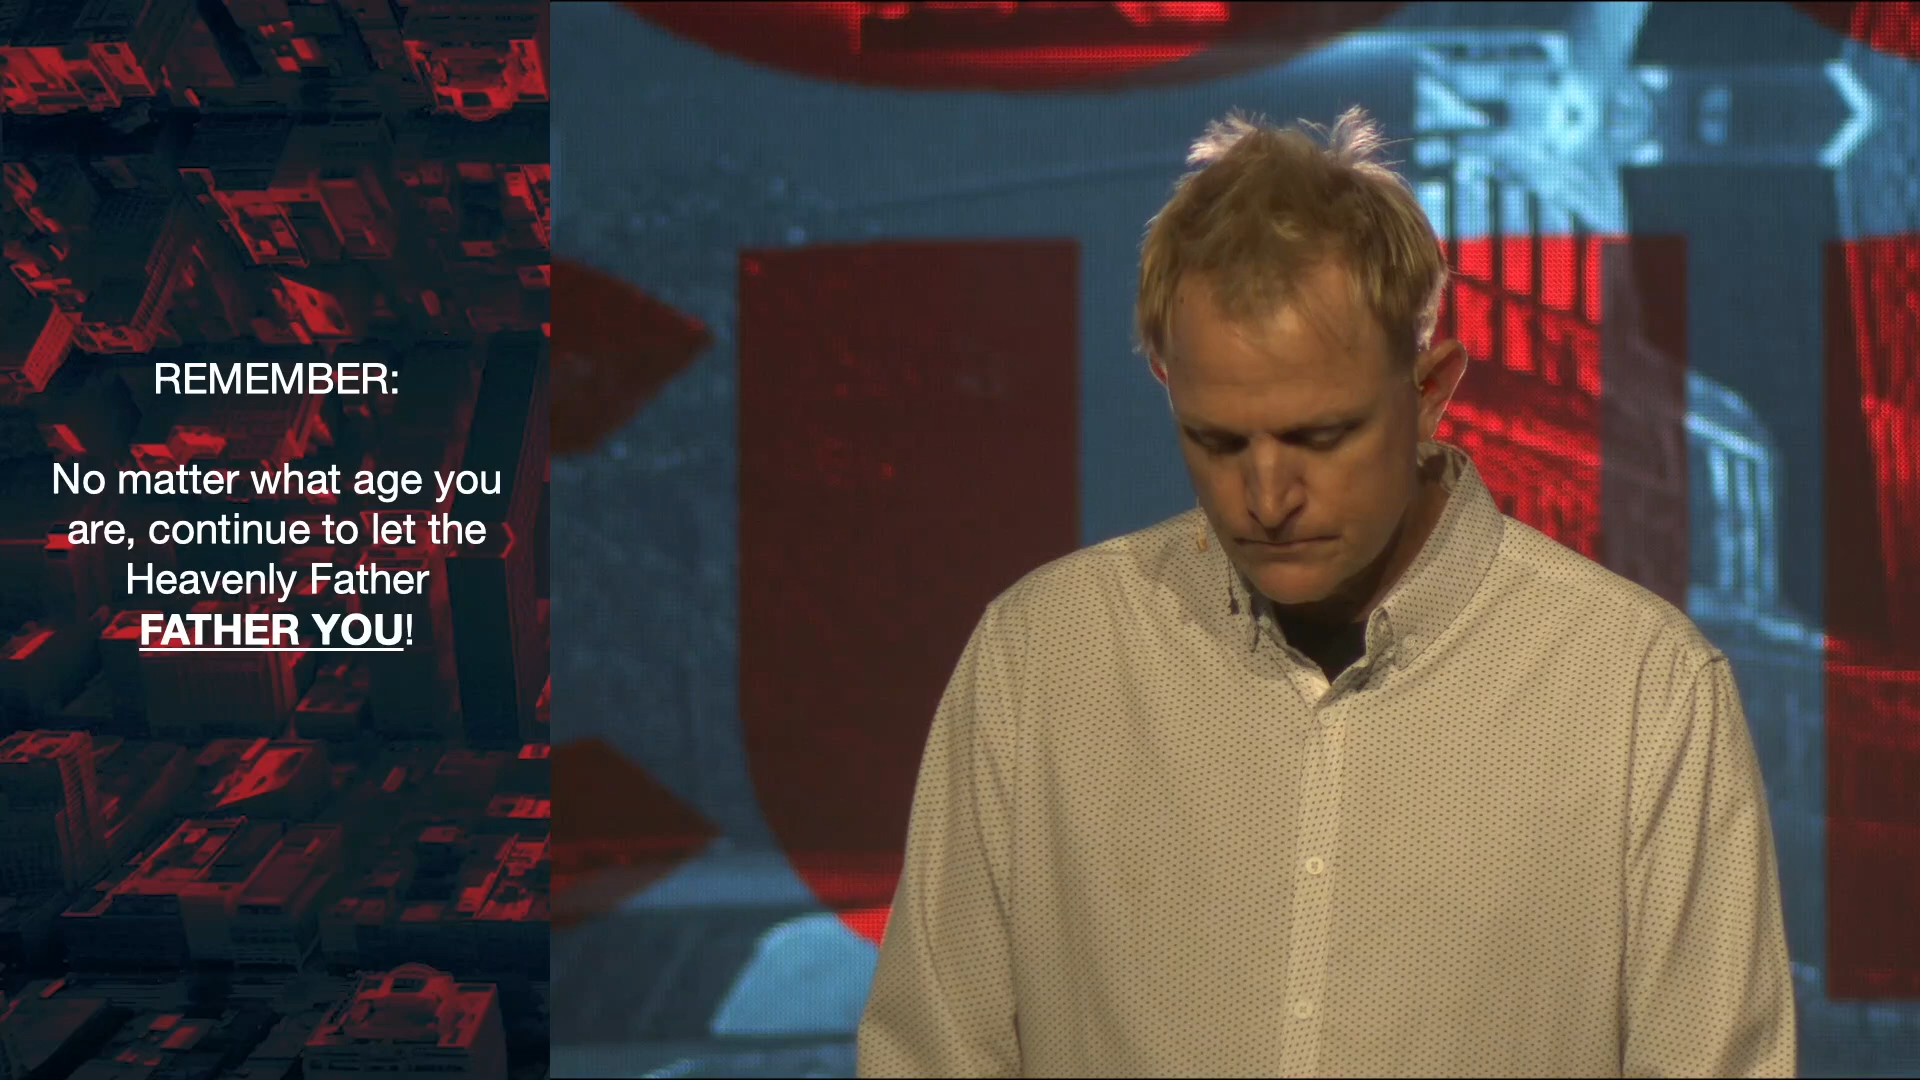 REMEMBER:
No matter what age you
are, continue to let the
Heavenly Father
FATHER YOU!